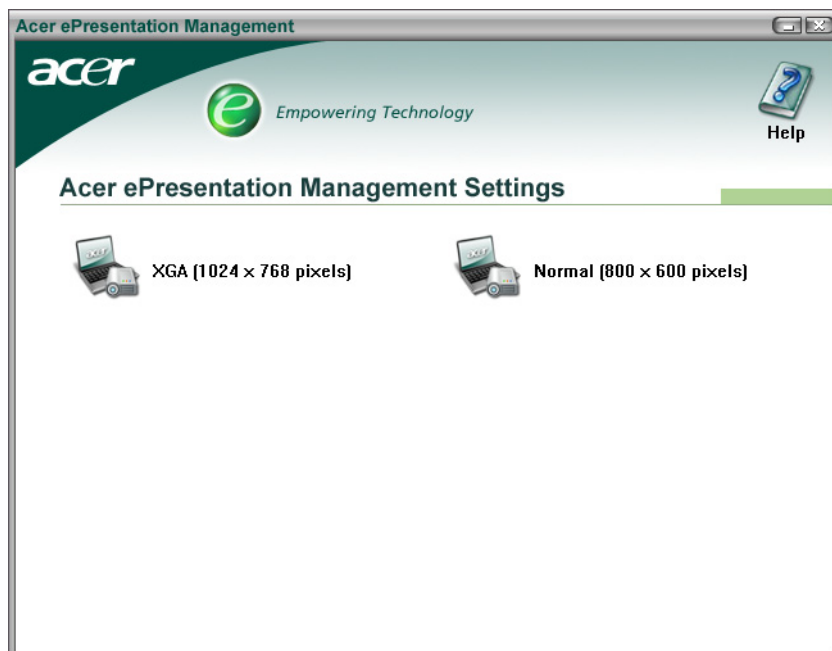 Acer ePresentation Management
acer
e Empowering Technology
Help
Acer ePresentation Management Settings
XGA (1024 x 768 pixels)
Normal (800 x 600 pixels)